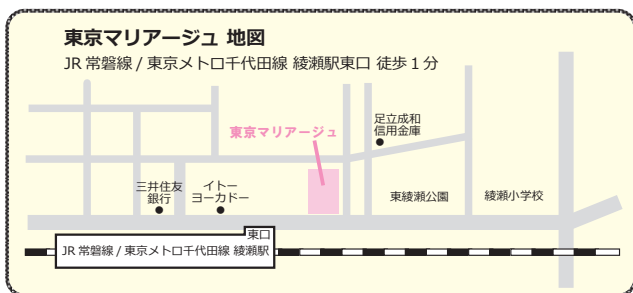 東京マリアージュ 地図
JR 常磐線 / 東京メトロ千代田線 綾瀬駅東口 徒歩１分
東京マリアージュ
足立成和
信用金庫
三井住友
銀行
イトー
ヨーカドー
東綾瀬公園
綾瀬小学校
東口
JR 常磐線 / 東京メトロ千代田線 綾瀬駅